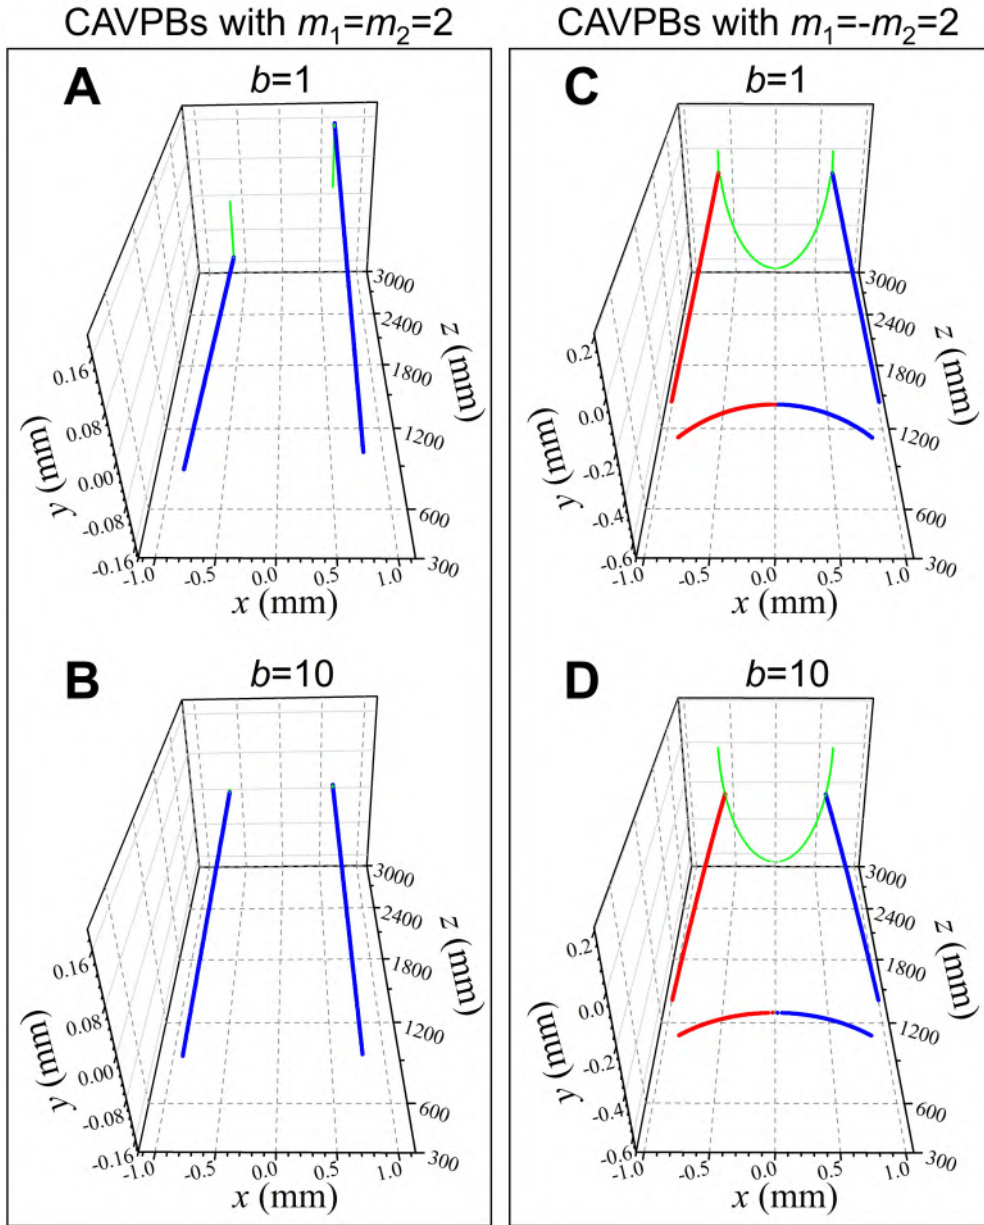 CAVPBs with m1=m2=2
A
b=1
0.16
0.08
0.00
-0.08
-0.16
y (mm)
-1.0 -0.5 0.0 0.5 1.0
x (mm)
3000
2400
1800
1200
600
300
z (mm)
B
b=10
0.16
0.08
0.00
-0.08
-0.16
y (mm)
-1.0 -0.5 0.0 0.5 1.0
x (mm)
3000
2400
1800
1200
600
300
z (mm)
CAVPBs with m1=-m2=2
C
b=1
0.2
0.0
-0.2
-0.4
-0.6
y (mm)
-1.0 -0.5 0.0 0.5 1.0
x (mm)
3000
2400
1800
1200
600
300
z (mm)
D
b=10
0.2
0.0
-0.2
-0.4
-0.6
y (mm)
-1.0 -0.5 0.0 0.5 1.0
x (mm)
3000
2400
1800
1200
600
300
z (mm)